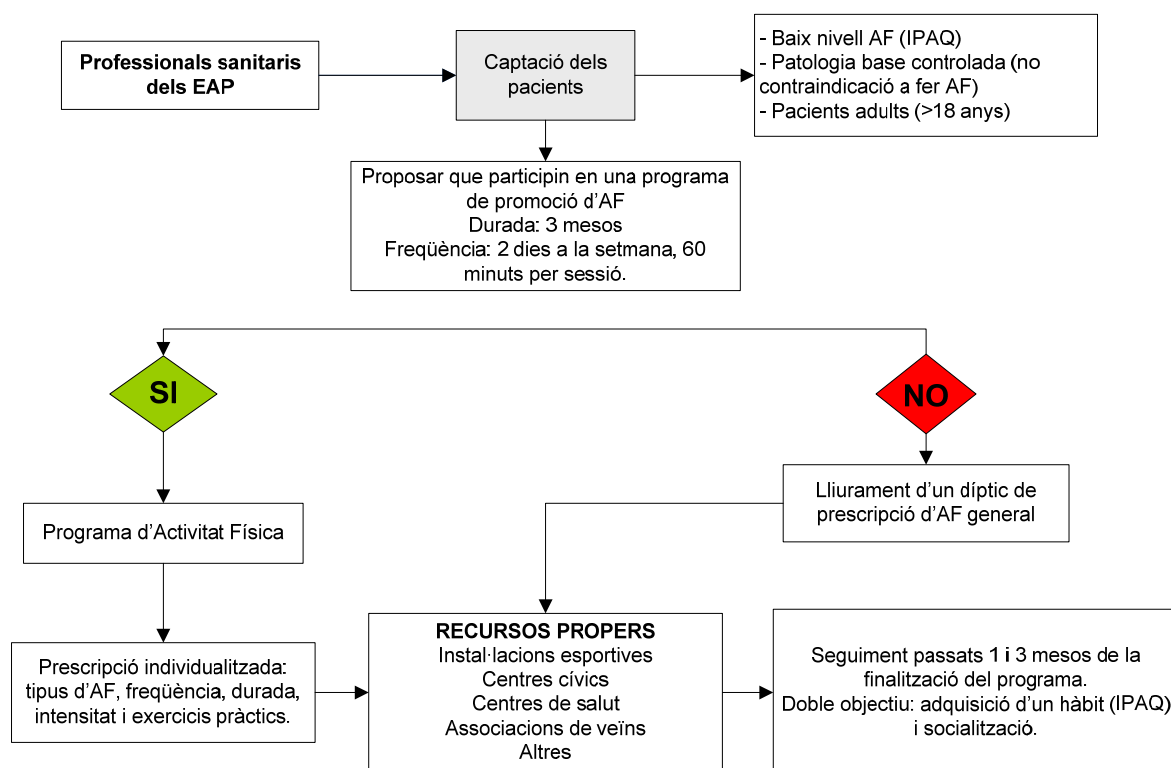 Professionals sanitaris
dels EAP
Captació dels
pacients
- Baix nivell AF (IPAQ)
- Patologia base controlada (no
contraindicació a fer AF)
- Pacients adults (>18 anys)
Proposar que participin en una programa
de promoció d'AF
Durada: 3 mesos
Freqüència: 2 dies a la setmana, 60
minuts per sessió.
SI
NO
Programa d'Activitat Física
Lliurament d'un díptic de
prescripció d'AF general
Prescripció individualitzada:
tipus d'AF, freqüència, durada,
intensitat i exercicis pràctics.
RECURSOS PROPERS
Instal·lacions esportives
Centres cívics
Centres de salut
Associacions de veïns
Altres
Seguiment passats 1 i 3 mesos de la
finalització del programa.
Doble objectiu: adquisició d'un hàbit (IPAQ)
i socialització.